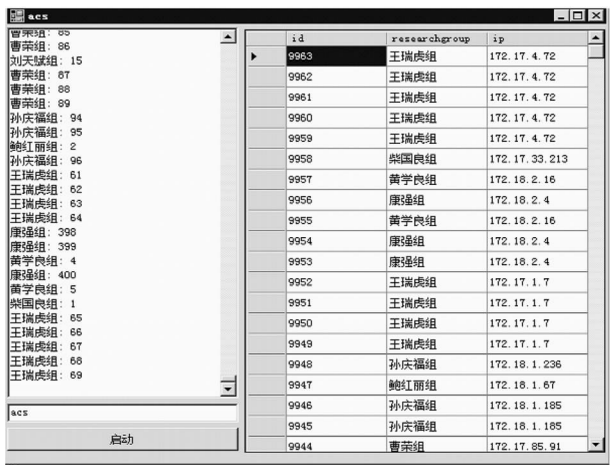 acs
曹荣组: 85
曹荣组: 86
刘天赋组: 15
曹荣组: 87
曹荣组: 88
曹荣组: 89
孙庆福组: 94
孙庆福组: 95
鲍红丽组: 2
孙庆福组: 96
王瑞虎组: 61
王瑞虎组: 62
王瑞虎组: 63
王瑞虎组: 64
康强组: 398
康强组: 399
黄学良组: 4
康强组: 400
黄学良组: 5
柴国良组: 1
王瑞虎组: 65
王瑞虎组: 66
王瑞虎组: 67
王瑞虎组: 68
王瑞虎组: 69
acs
启动
id researchgroup ip
9963 王瑞虎组 172.17.4.72
9962 王瑞虎组 172.17.4.72
9961 王瑞虎组 172.17.4.72
9960 王瑞虎组 172.17.4.72
9959 王瑞虎组 172.17.4.72
9958 柴国良组 172.17.33.213
9957 黄学良组 172.18.2.16
9956 康强组 172.18.2.4
9955 黄学良组 172.18.2.16
9954 康强组 172.18.2.4
9953 康强组 172.18.2.4
9952 王瑞虎组 172.17.1.7
9951 王瑞虎组 172.17.1.7
9950 王瑞虎组 172.17.1.7
9949 王瑞虎组 172.17.1.7
9948 孙庆福组 172.18.1.236
9947 鲍红丽组 172.18.1.67
9946 孙庆福组 172.18.1.185
9945 孙庆福组 172.18.1.185
9944 曹荣组 172.17.85.91